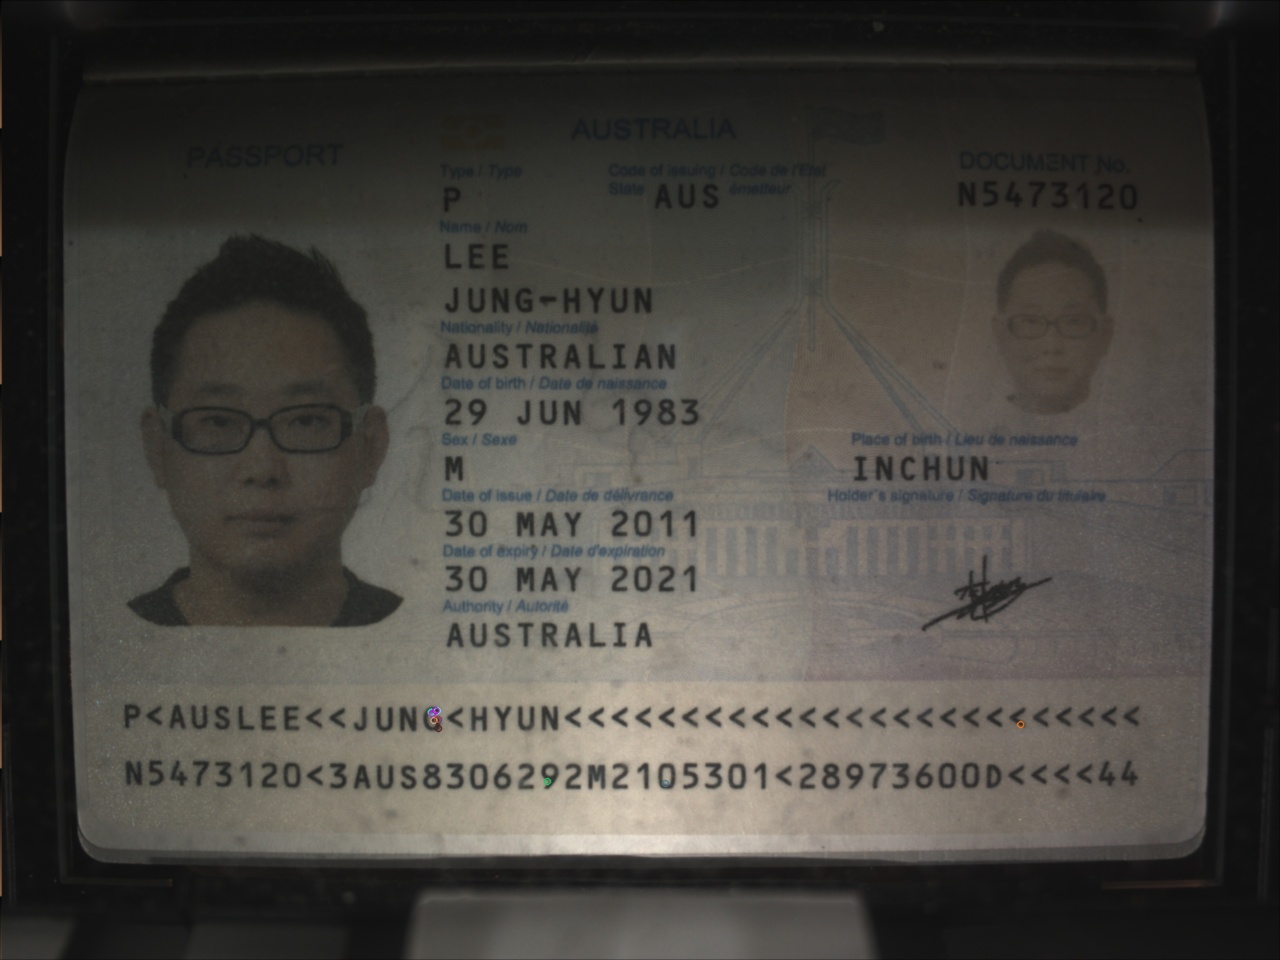 PASSPORT
AUSTRALIA
Type / Type
Code of issuing / Code de l'État
State
émetteur
DOCUMENT No.
P
AUS
N5473120
Name / Nom
LEE
JUNG-HYUN
Nationality / Nationalité
AUSTRALIAN
Date of birth / Date de naissance
29 JUN 1983
Sex / Sexe
Place of birth / Lieu de naissance
M
INCHUN
Date of issue / Date de délivrance
Holder's signature / Signature du titulaire
30 MAY 2011
Date of expiry / Date d'expiration
30 MAY 2021
Authority / Autorité
AUSTRALIA
P<AUSLEE<<JUNG<HYUN<<<<<<<<<<<<<<<<<<<<<<<<<
N5473120<3AUS8306292M2105301<28973600D<<<<44